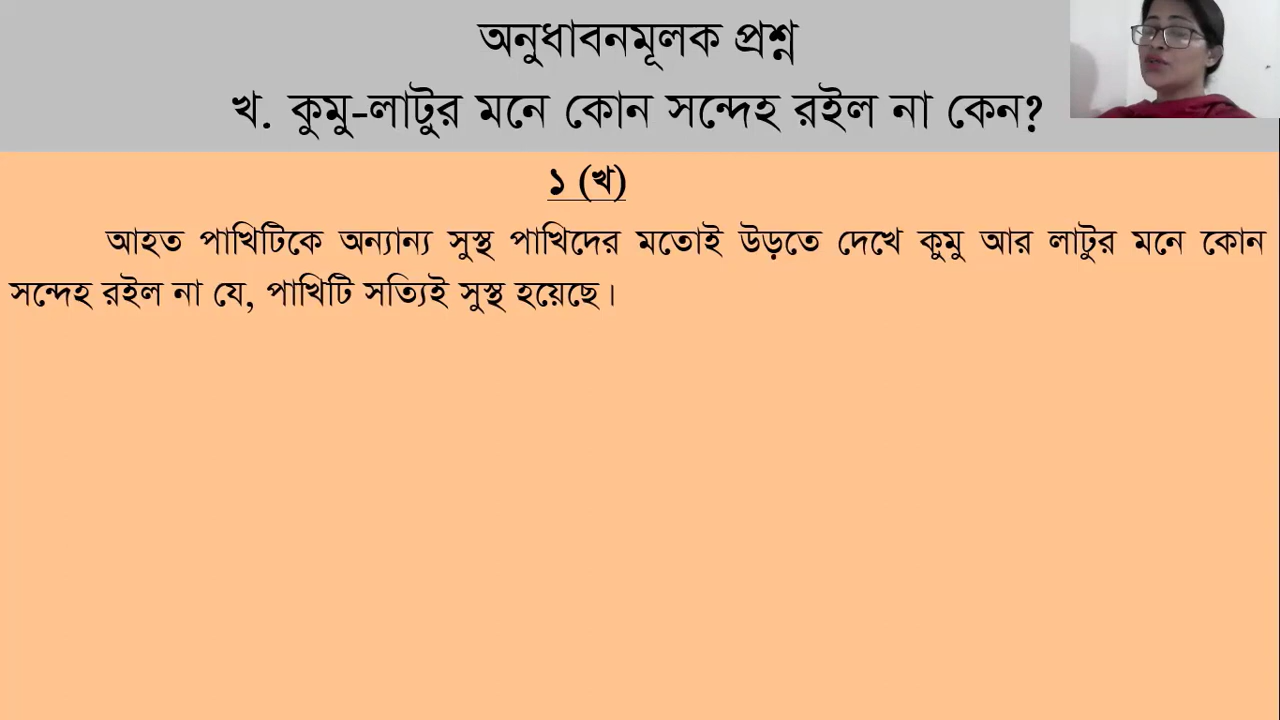 অনুধাবনমূলক প্রশ্ন
খ. কুমু-লাটুর মনে কোন সন্দেহ রইল না কেন?
১ (খ)
আহত পাখিটিকে অন্যান্য সুস্থ পাখিদের মতোই উড়তে দেখে কুমু আর লাটুর মনে কোন
সন্দেহ রইল না যে, পাখিটি সত্যিই সুস্থ হয়েছে।